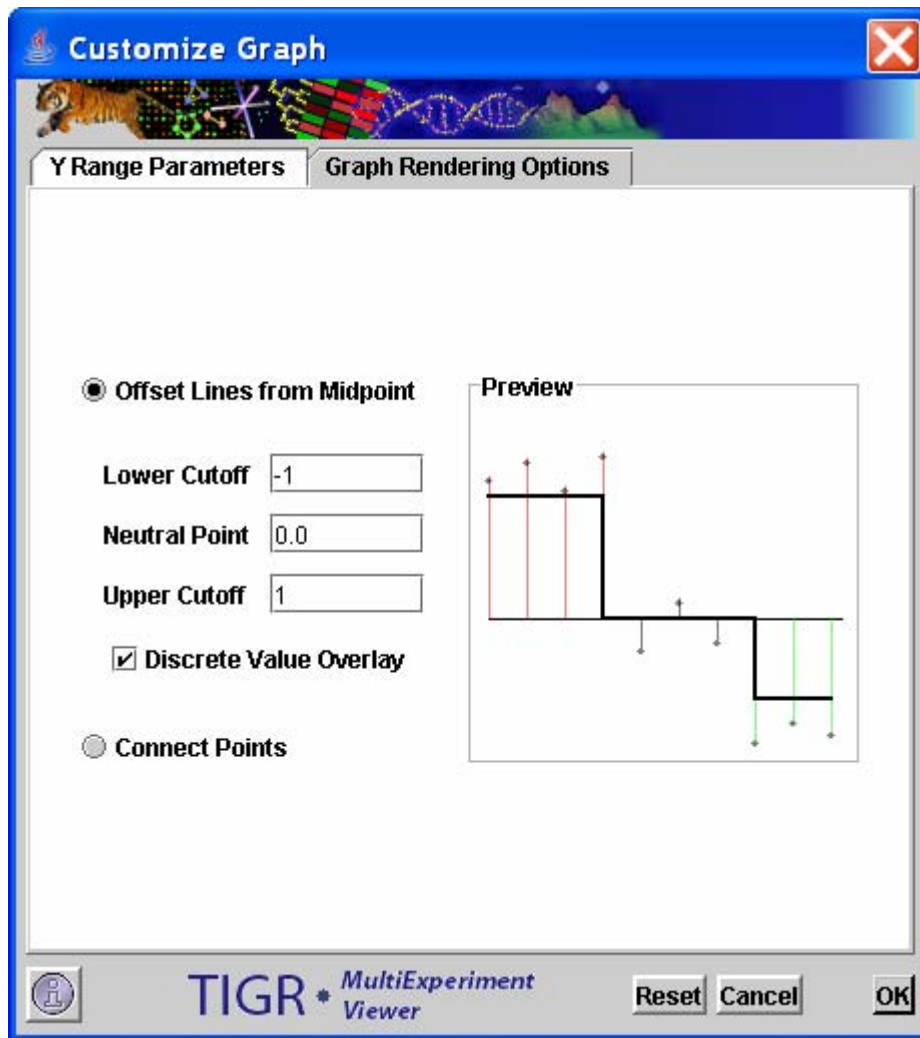 Customize Graph
Y Range Parameters
Graph Rendering Options
Offset Lines from Midpoint
Preview
Lower Cutoff -1
Neutral Point 0.0
Upper Cutoff 1
Discrete Value Overlay
Connect Points
TIGR • MultiExperiment
Viewer
Reset Cancel OK